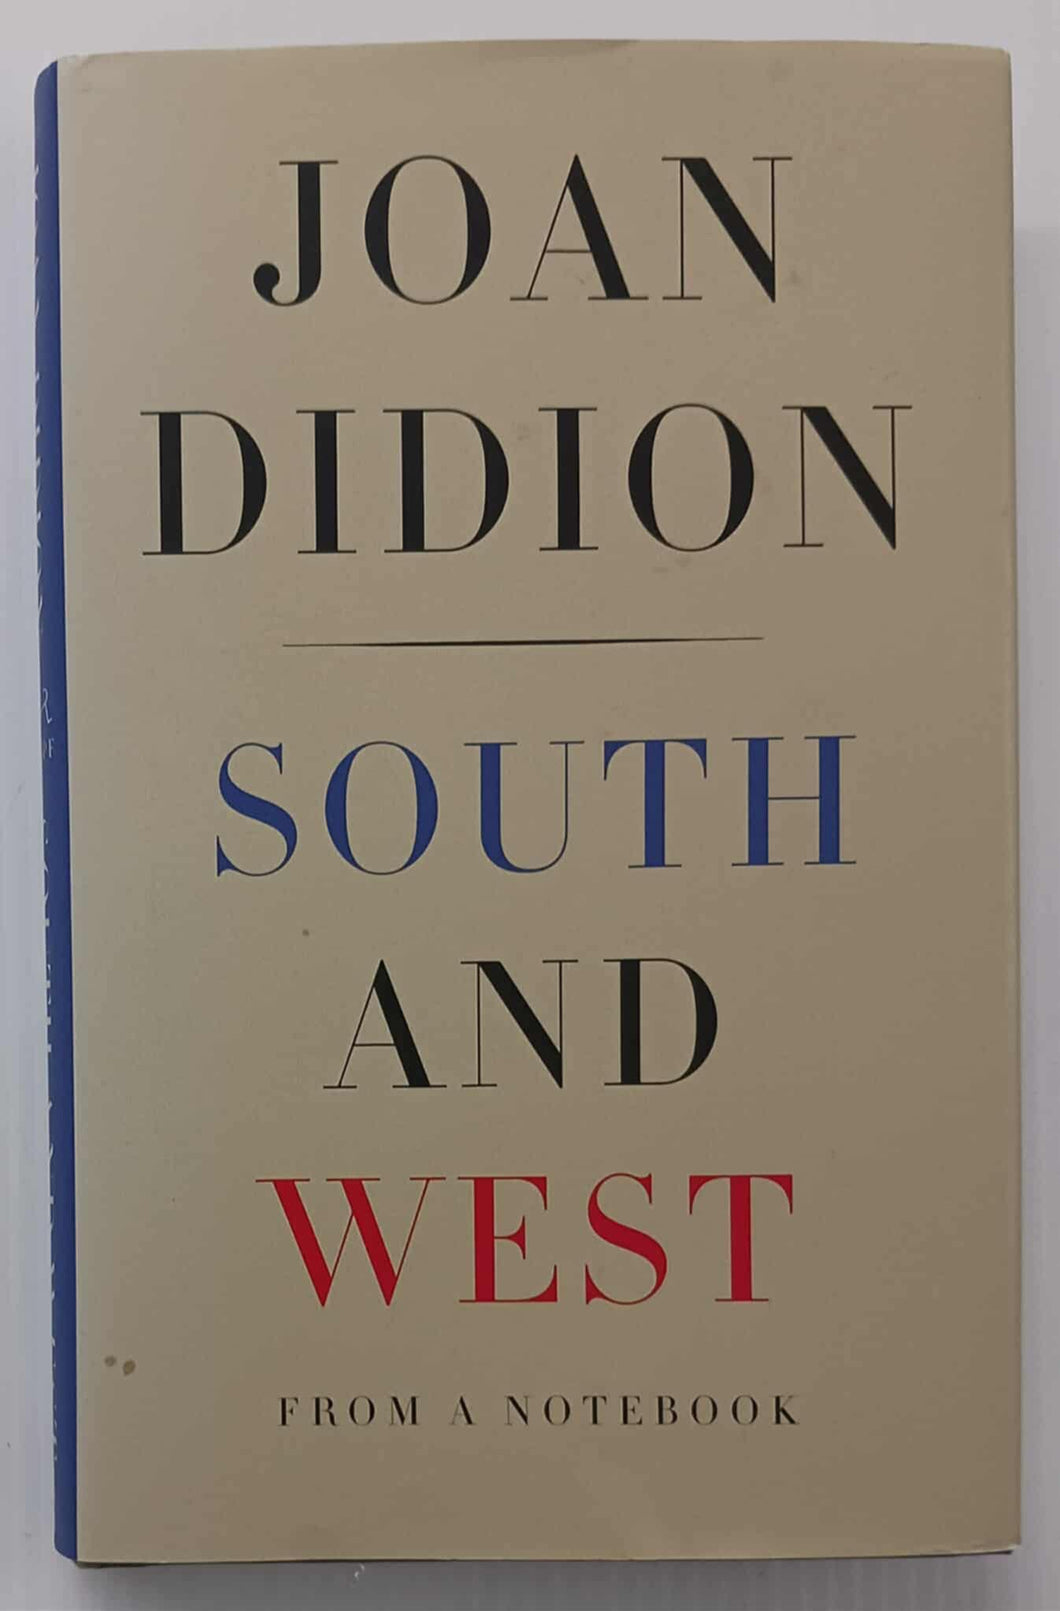 JOAN
DIDION
SOUTH
AND
WEST
FROM A NOTEBOOK